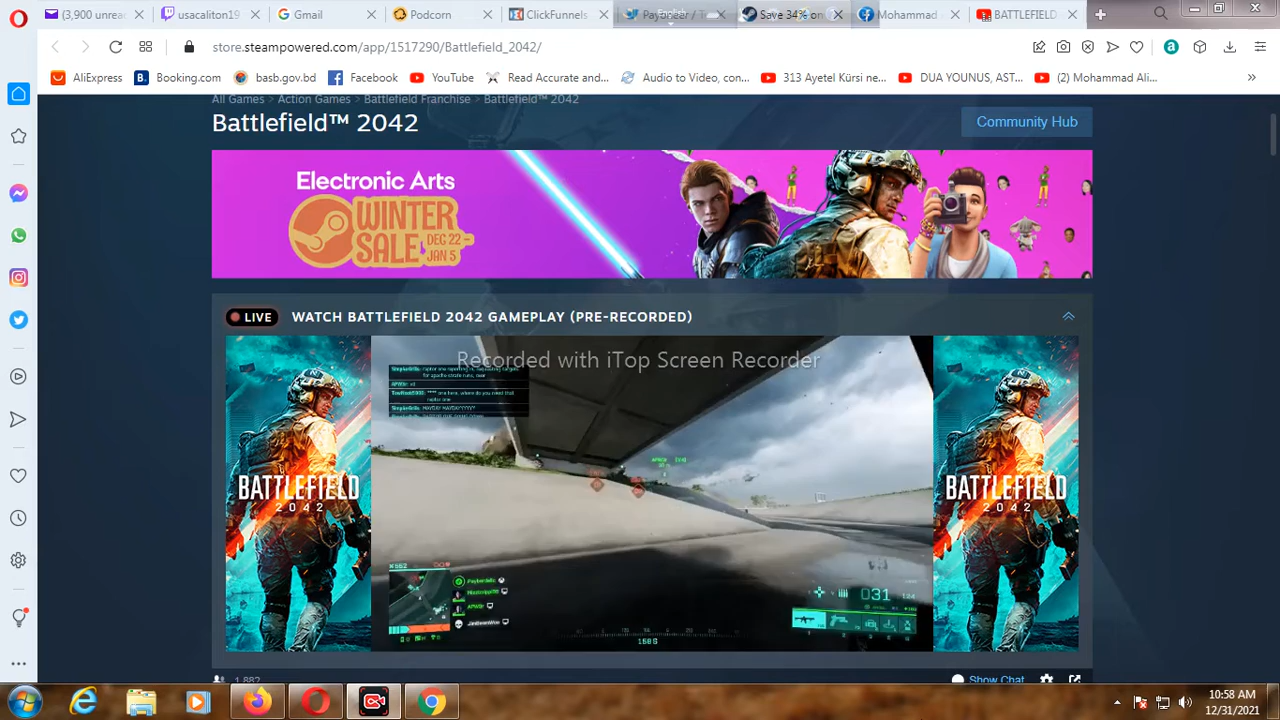 (3,900 unrea
usacaliton19
Gmail
Podcorn
ClickFunnels
English
Save 34% on
Mohammad
BATTLEFIELD
store.steampowered.com/app/1517290/Battlefield_2042/
AliExpress
Booking.com
basb.gov.bd
Facebook
YouTube
Read Accurate and...
Audio to Video, con...
313 Ayetel Kürsi ne...
DUA YOUNUS, AST...
(2) Mohammad Ali...
All Games > Action Games > Battlefield Franchise > Battlefield™ 2042
Battlefield™ 2042
Community Hub
Electronic Arts
WINTER
SALE
DEC 22 –
JAN 5
LIVE
WATCH BATTLEFIELD 2042 GAMEPLAY (PRE-RECORDED)
Recorded with iTop Screen Recorder
BATTLEFIELD
2042
BATTLEFIELD
2042
031
1,882
Show Chat
10:58 AM
12/31/2021